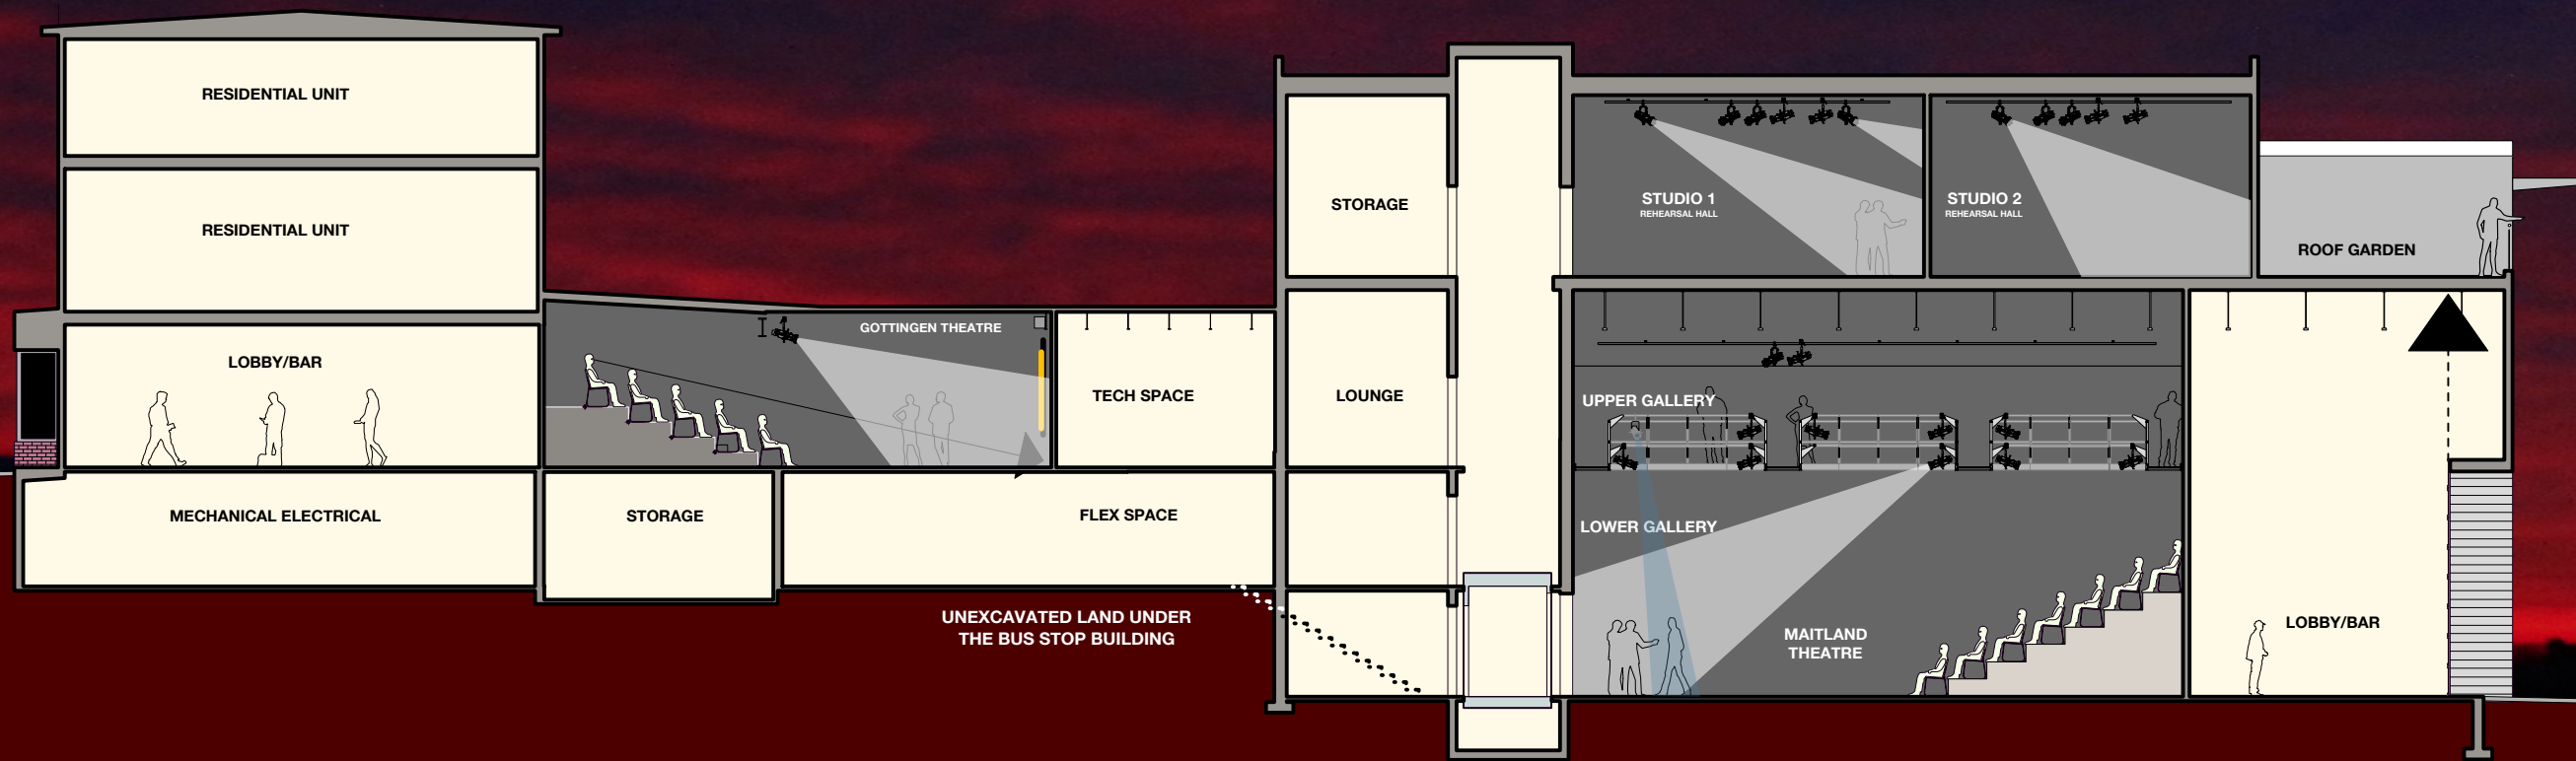 RESIDENTIAL UNIT
RESIDENTIAL UNIT
LOBBY/BAR
MECHANICAL ELECTRICAL
STORAGE
GOTTINGEN THEATRE
TECH SPACE
FLEX SPACE
UNEXCAVATED LAND UNDER
THE BUS STOP BUILDING
STORAGE
LOUNGE
STUDIO 1
REHEARSAL HALL
STUDIO 2
REHEARSAL HALL
ROOF GARDEN
UPPER GALLERY
LOWER GALLERY
MAITLAND
THEATRE
LOBBY/BAR